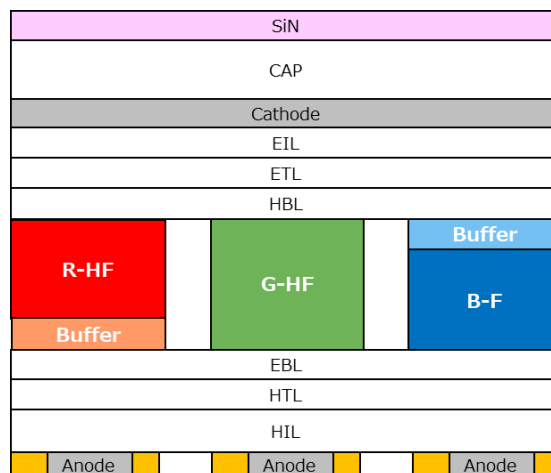 SiN
CAP
Cathode
EIL
ETL
HBL
R-HF
Buffer
G-HF
Buffer
B-F
EBL
HTL
HIL
Anode
Anode
Anode